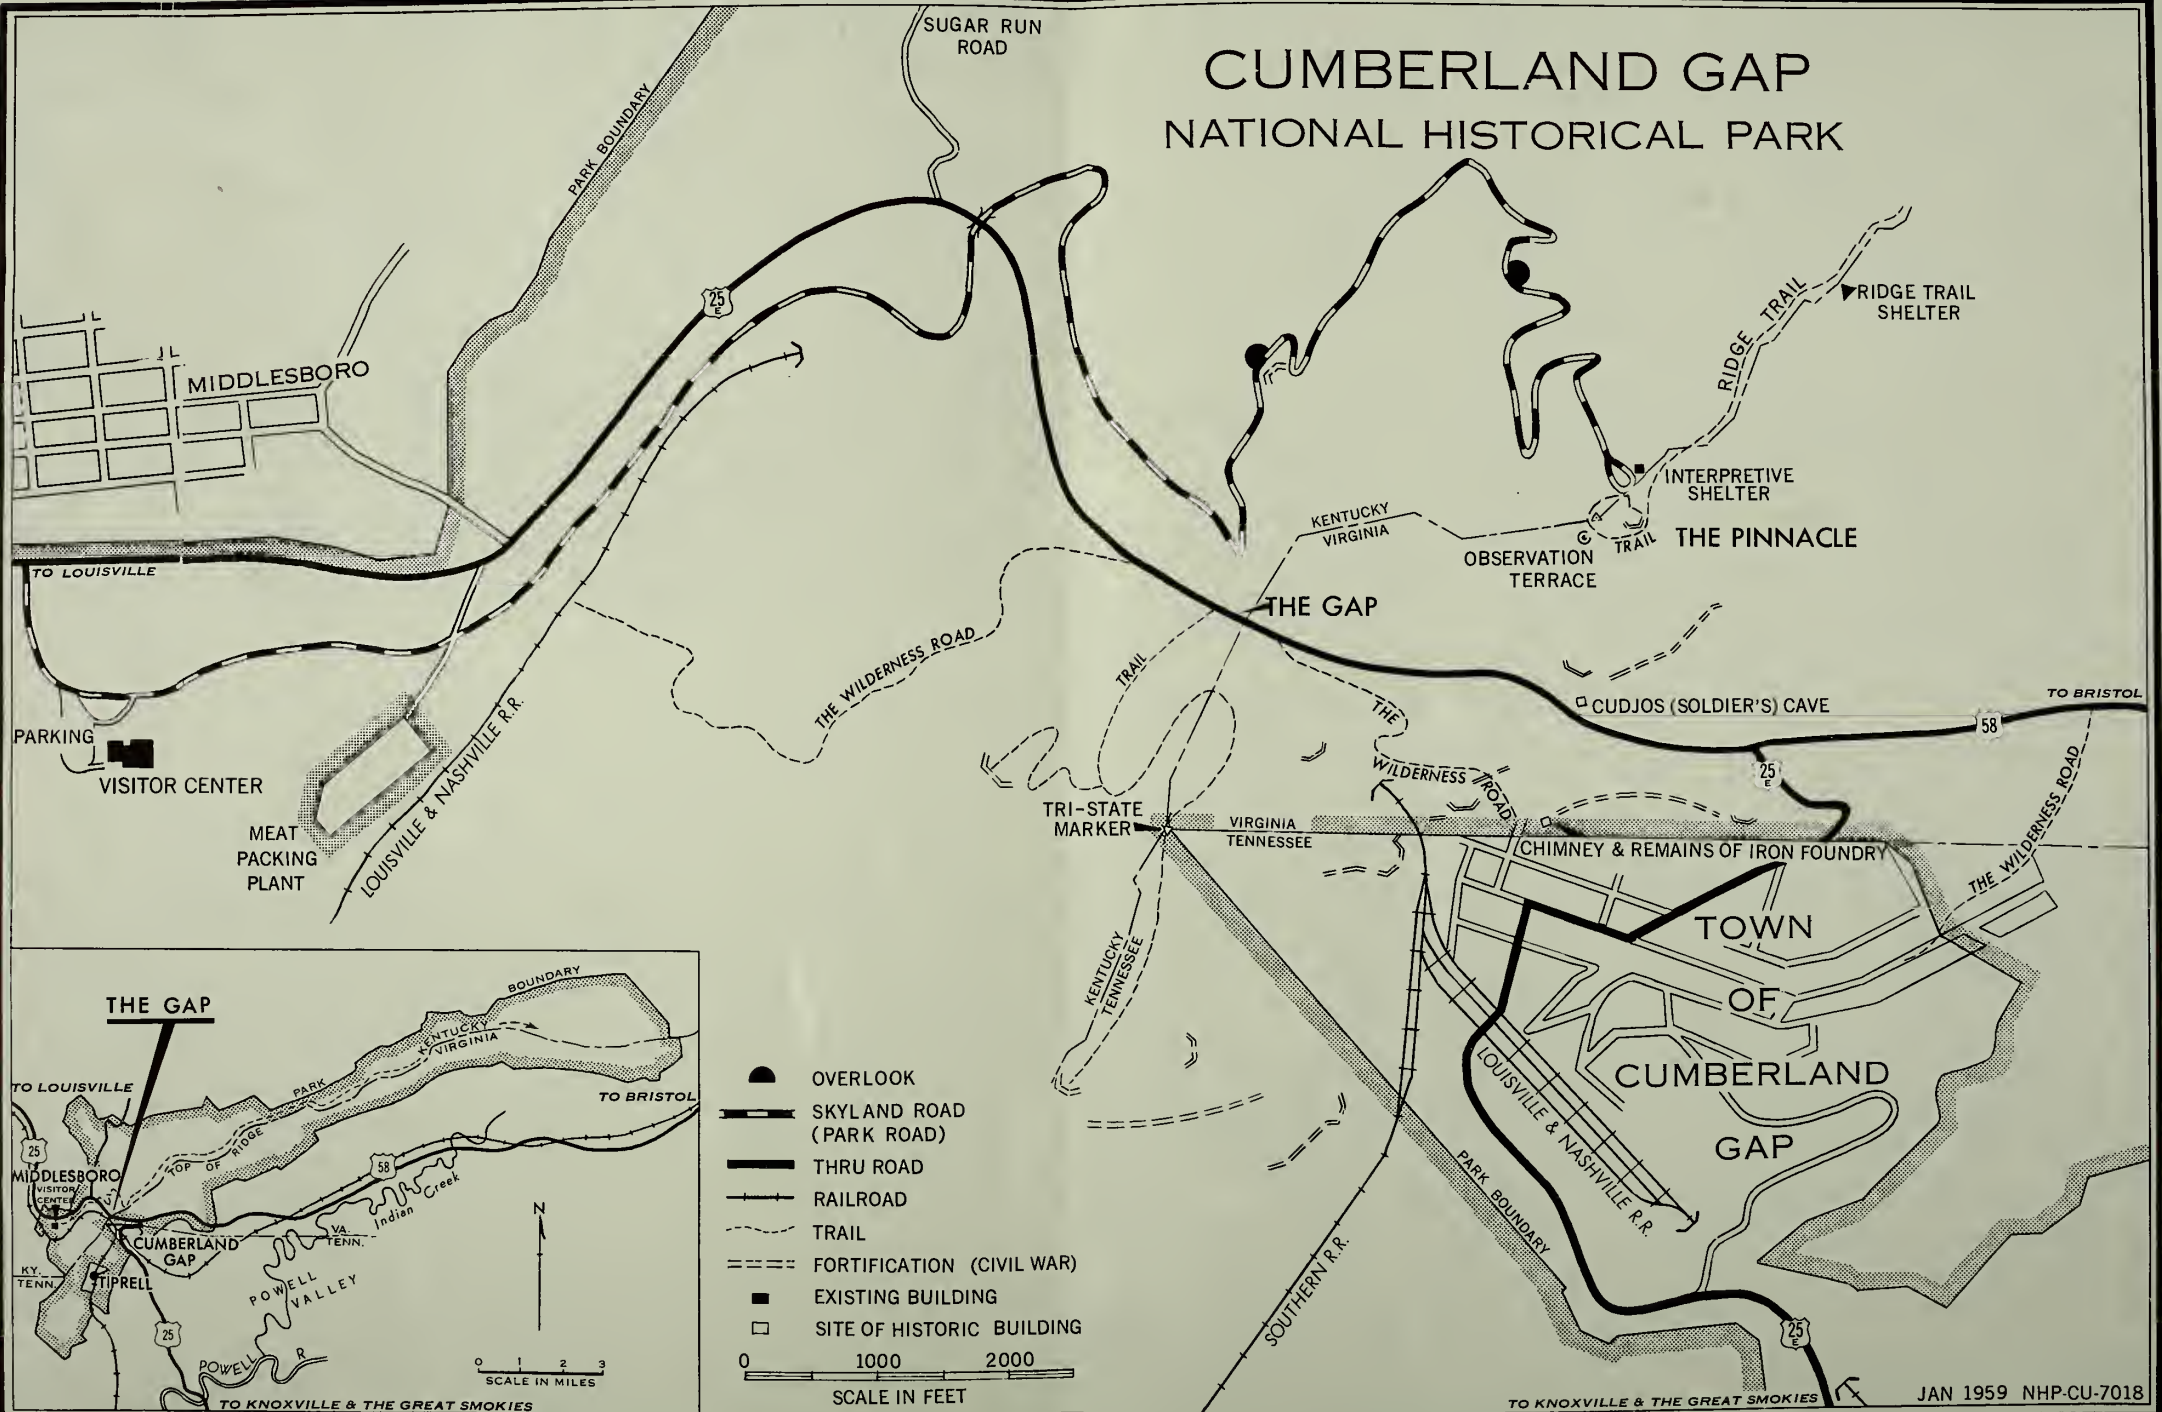 CUMBERLAND GAP
NATIONAL HISTORICAL PARK
SUGAR RUN
ROAD
PARK BOUNDARY
25
E
MIDDLESBORO
RIDGE TRAIL
RIDGE TRAIL
SHELTER
INTERPRETIVE
SHELTER
KENTUCKY
VIRGINIA
OBSERVATION
TERRACE
TRAIL
THE PINNACLE
TO LOUISVILLE
THE GAP
THE WILDERNESS ROAD
TRAIL
CUDJOS (SOLDIER'S) CAVE
TO BRISTOL
58
25
E
THE
WILDERNESS
ROAD
THE WILDERNESS ROAD
PARKING
VISITOR CENTER
MEAT
PACKING
PLANT
LOUISVILLE & NASHVILLE R.R.
TRI-STATE
MARKER
VIRGINIA
TENNESSEE
CHIMNEY & REMAINS OF IRON FOUNDRY
KENTUCKY
TENNESSEE
TOWN
OF
CUMBERLAND
GAP
LOUISVILLE & NASHVILLE R.R.
PARK BOUNDARY
SOUTHERN R.R.
25
E
TO KNOXVILLE & THE GREAT SMOKIES
JAN 1959 NHP-CU-7018
THE GAP
BOUNDARY
KENTUCKY
VIRGINIA
PARK
TO LOUISVILLE
TO BRISTOL
TOP OF RIDGE
25
58
MIDDLESBORO
VISITOR
CENTER
Indian Creek
VA.
TENN.
CUMBERLAND
GAP
KY.
TENN.
TIPRELL
POWELL
VALLEY
25
POWELL R
N
0 1 2 3
SCALE IN MILES
TO KNOXVILLE & THE GREAT SMOKIES
OVERLOOK
SKYLAND ROAD
(PARK ROAD)
THRU ROAD
RAILROAD
TRAIL
FORTIFICATION (CIVIL WAR)
EXISTING BUILDING
SITE OF HISTORIC BUILDING
0 1000 2000
SCALE IN FEET